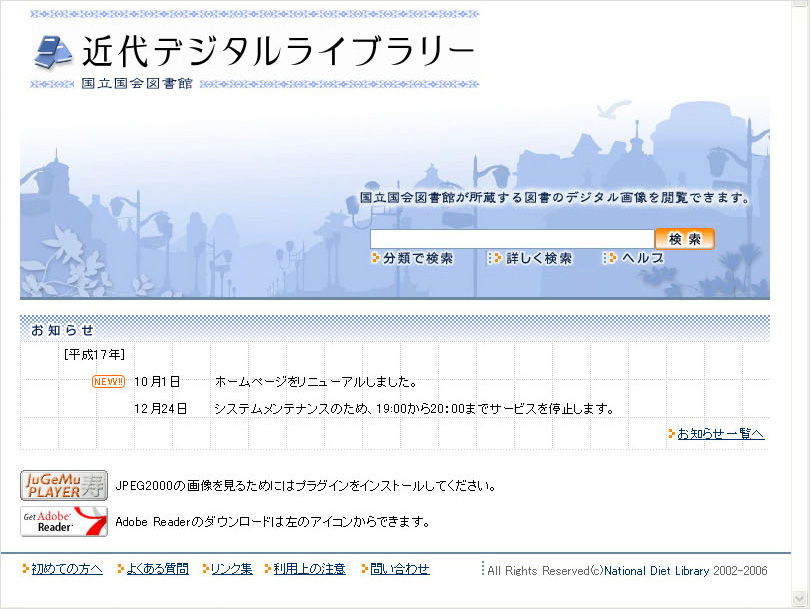 近代デジタルライブラリー
国立国会図書館
国立国会図書館が所蔵する図書のデジタル画像を閲覧できます。
検索
分類で検索 詳しく検索 ヘルプ
お知らせ
[平成17年]
NEW!! 10月1日 ホームページをリニューアルしました。
12月24日 システムメンテナンスのため、19:00から20:00までサービスを停止します。
お知らせ一覧へ
JuGeMu PLAYER 寿 JPEG2000の画像を見るためにはプラグインをインストールしてください。
Get Adobe Reader Adobe Readerのダウンロードは左のアイコンからできます。
初めての方へ よくある質問 リンク集 利用上の注意 問い合わせ All Rights Reserved(c)National Diet Library 2002-2006